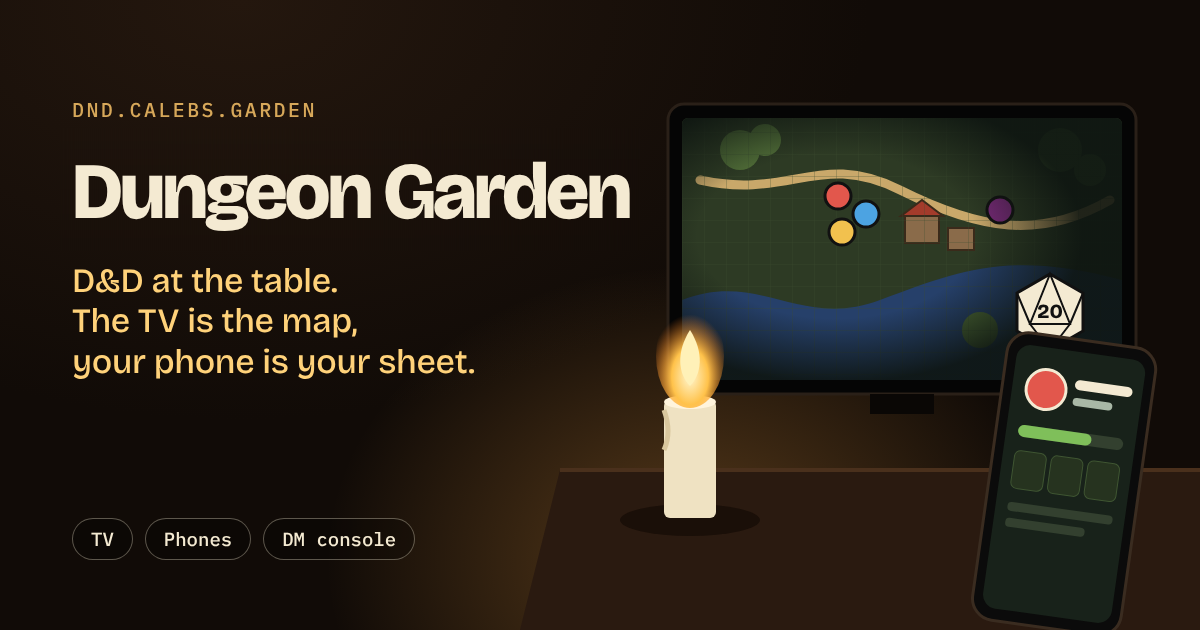 DND.CALEBS.GARDEN
Dungeon Garden
D&D at the table.
The TV is the map,
your phone is your sheet.
20
TV
Phones
DM console